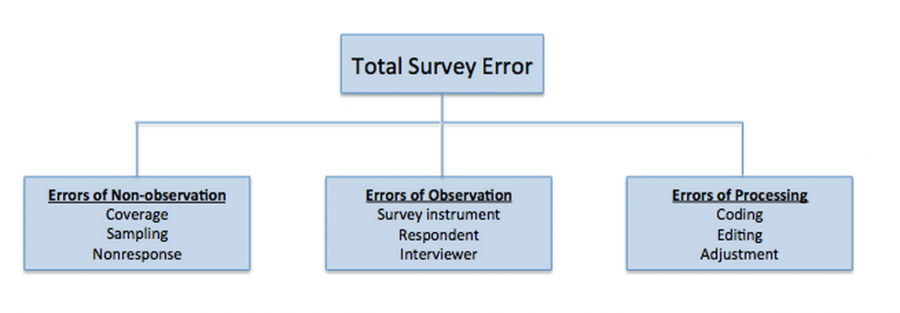 Total Survey Error
Errors of Non-observation
Coverage
Sampling
Nonresponse
Errors of Observation
Survey instrument
Respondent
Interviewer
Errors of Processing
Coding
Editing
Adjustment